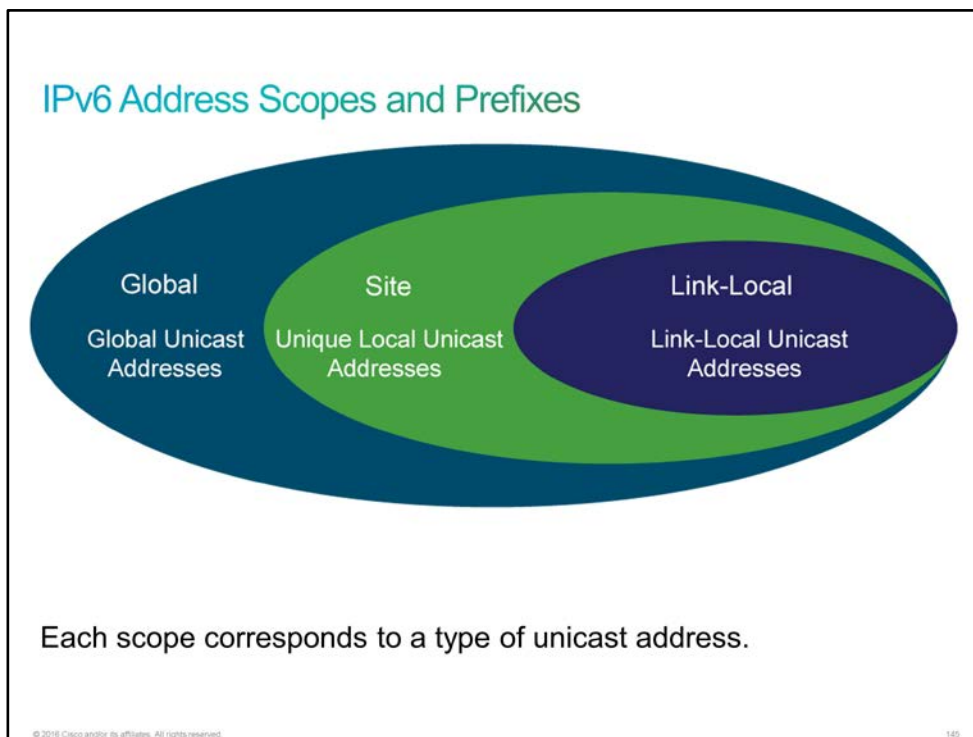 IPv6 Address Scopes and Prefixes
Global
Global Unicast
Addresses
Site
Unique Local Unicast
Addresses
Link-Local
Link-Local Unicast
Addresses
Each scope corresponds to a type of unicast address.
© 2016 Cisco and/or its affiliates. All rights reserved.
145